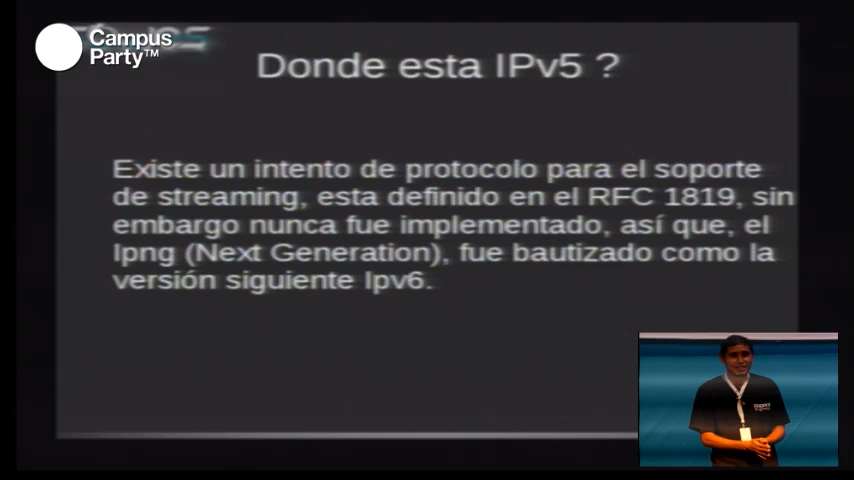 Campus
Party™
Donde esta IPv5 ?
Existe un intento de protocolo para el soporte
de streaming, esta definido en el RFC 1819, sin
embargo nunca fue implementado, así que, el
Ipng (Next Generation), fue bautizado como la
versión siguiente Ipv6.